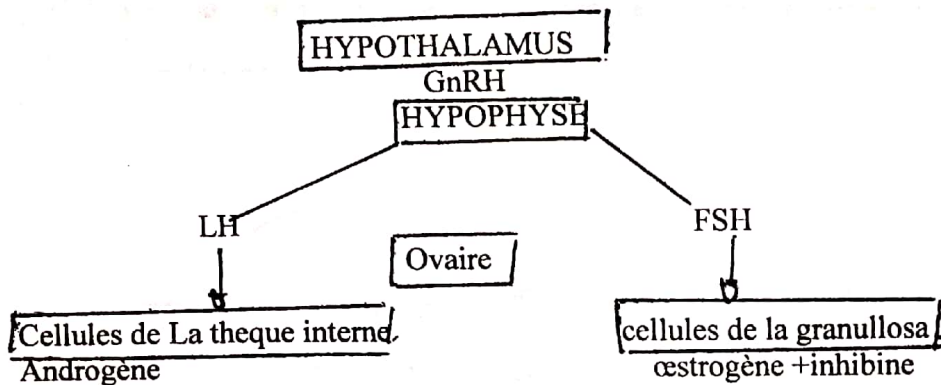 HYPOTHALAMUS
GnRH
HYPOPHYSE
LH
FSH
Ovaire
Cellules de La theque interne
cellules de la granullosa
Androgène
œstrogène +inhibine